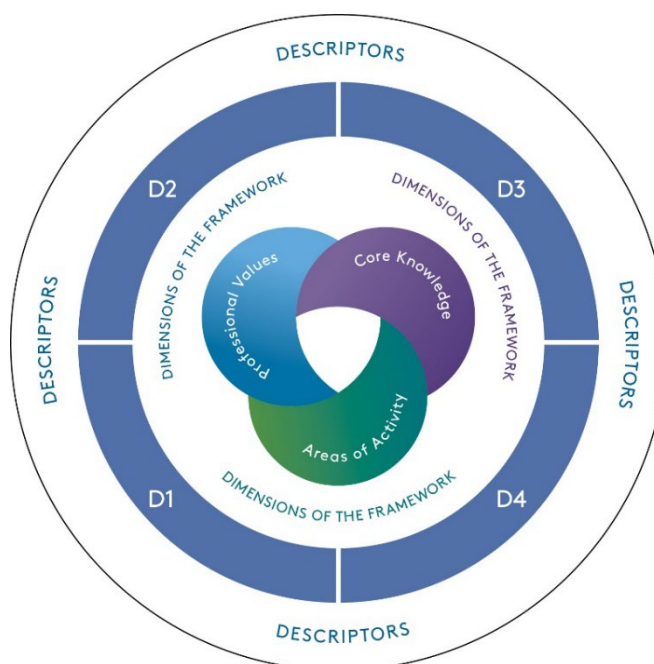 DESCRIPTORS
D2
D3
DIMENSIONS OF THE FRAMEWORK
DIMENSIONS OF THE FRAMEWORK
Professional Values
Core Knowledge
DESCRIPTORS
DESCRIPTORS
Areas of Activity
DIMENSIONS OF THE FRAMEWORK
D1
D4
DESCRIPTORS